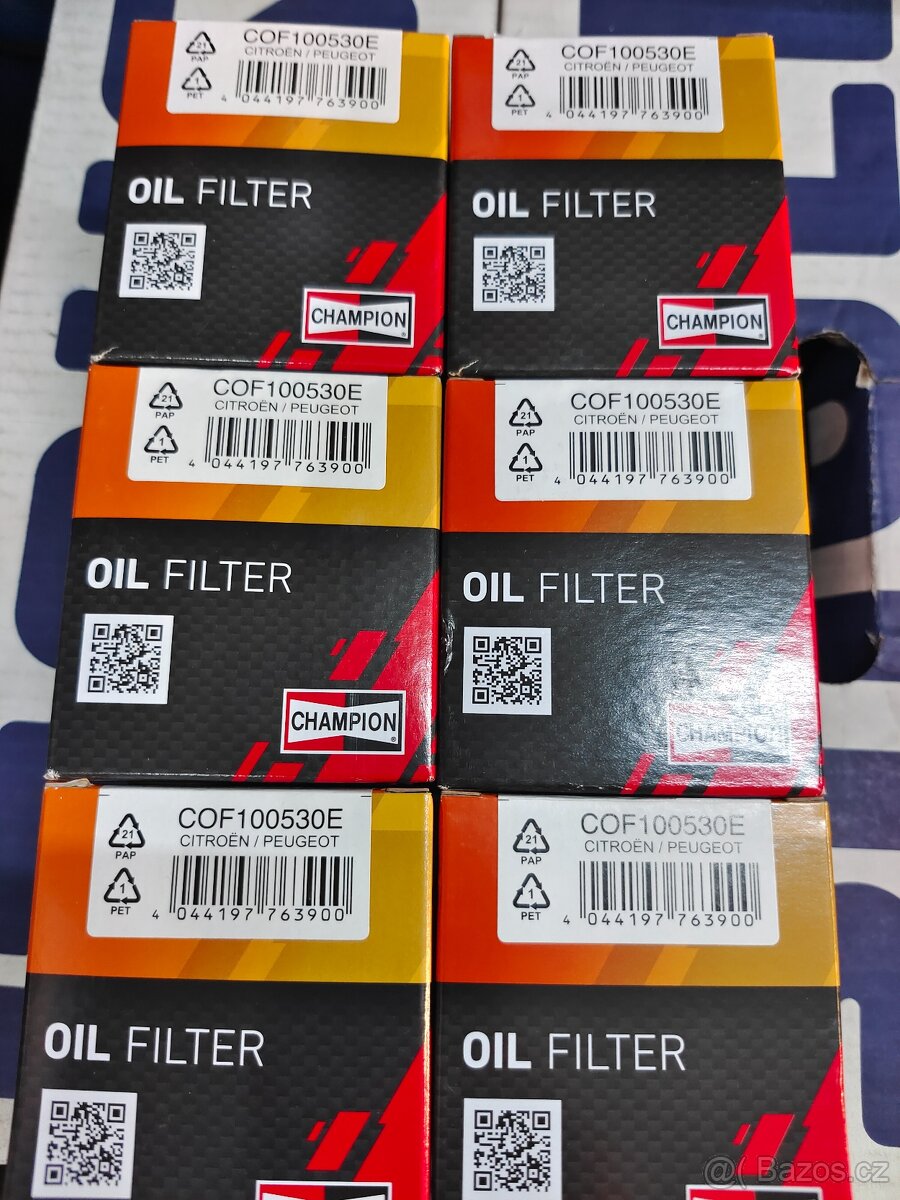 COF100530E
CITROËN / PEUGEOT
21
PAP
1
PET
4 044197 763900
OIL FILTER
CHAMPION
COF100530E
CITROËN / PEUGEOT
21
PAP
1
PET
4 044197 763900
OIL FILTER
CHAMPION
COF100530E
CITROËN / PEUGEOT
21
PAP
1
PET
4 044197 763900
OIL FILTER
CHAMPION
COF100530E
CITROËN / PEUGEOT
21
PAP
1
PET
4 044197 763900
OIL FILTER
CHAMPION
COF100530E
CITROËN / PEUGEOT
21
PAP
1
PET
4 044197 763900
OIL FILTER
CHAMPION
COF100530E
CITROËN / PEUGEOT
21
PAP
1
PET
4 044197 763900
OIL FILTER
@( Bazos.cz